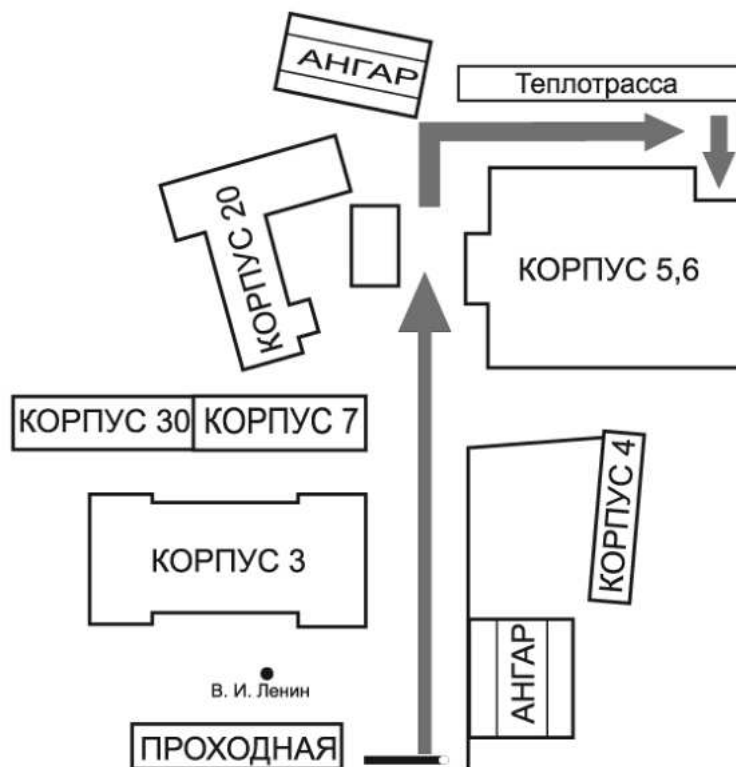 АНГАР
Теплотрасса
КОРПУС 20
КОРПУС 5,6
КОРПУС 30
КОРПУС 7
КОРПУС 4
КОРПУС 3
АНГАР
В. И. Ленин
ПРОХОДНАЯ